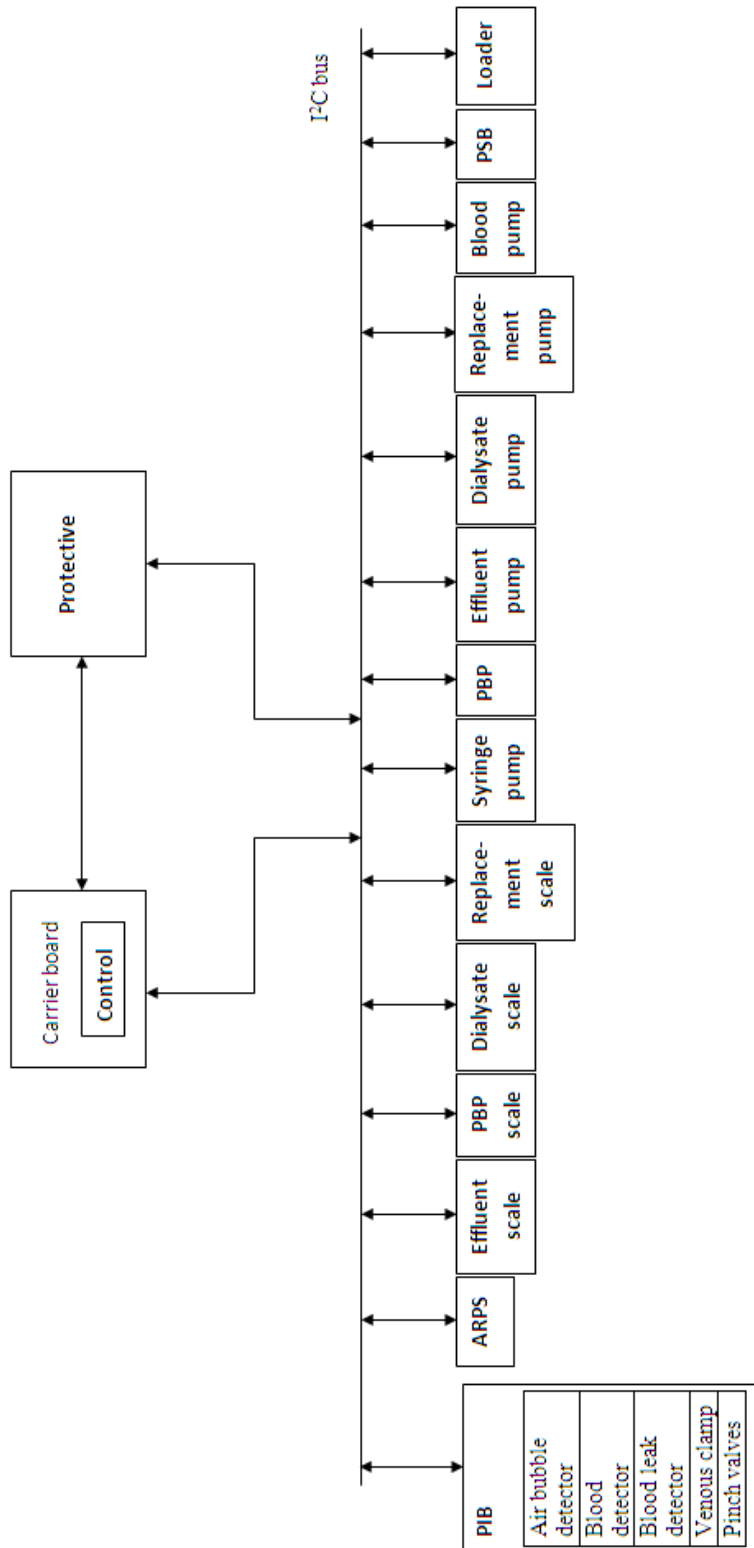 Carrier board
Control
Protective
I²C bus
PIB
Air bubble
detector
Blood
detector
Blood leak
detector
Venous clamp
Pinch valves
ARPS
Effluent
scale
PBP
scale
Dialysate
scale
Replace-
ment
scale
Syringe
pump
PBP
Effluent
pump
Dialysate
pump
Replace-
ment
pump
Blood
pump
PSB
Loader